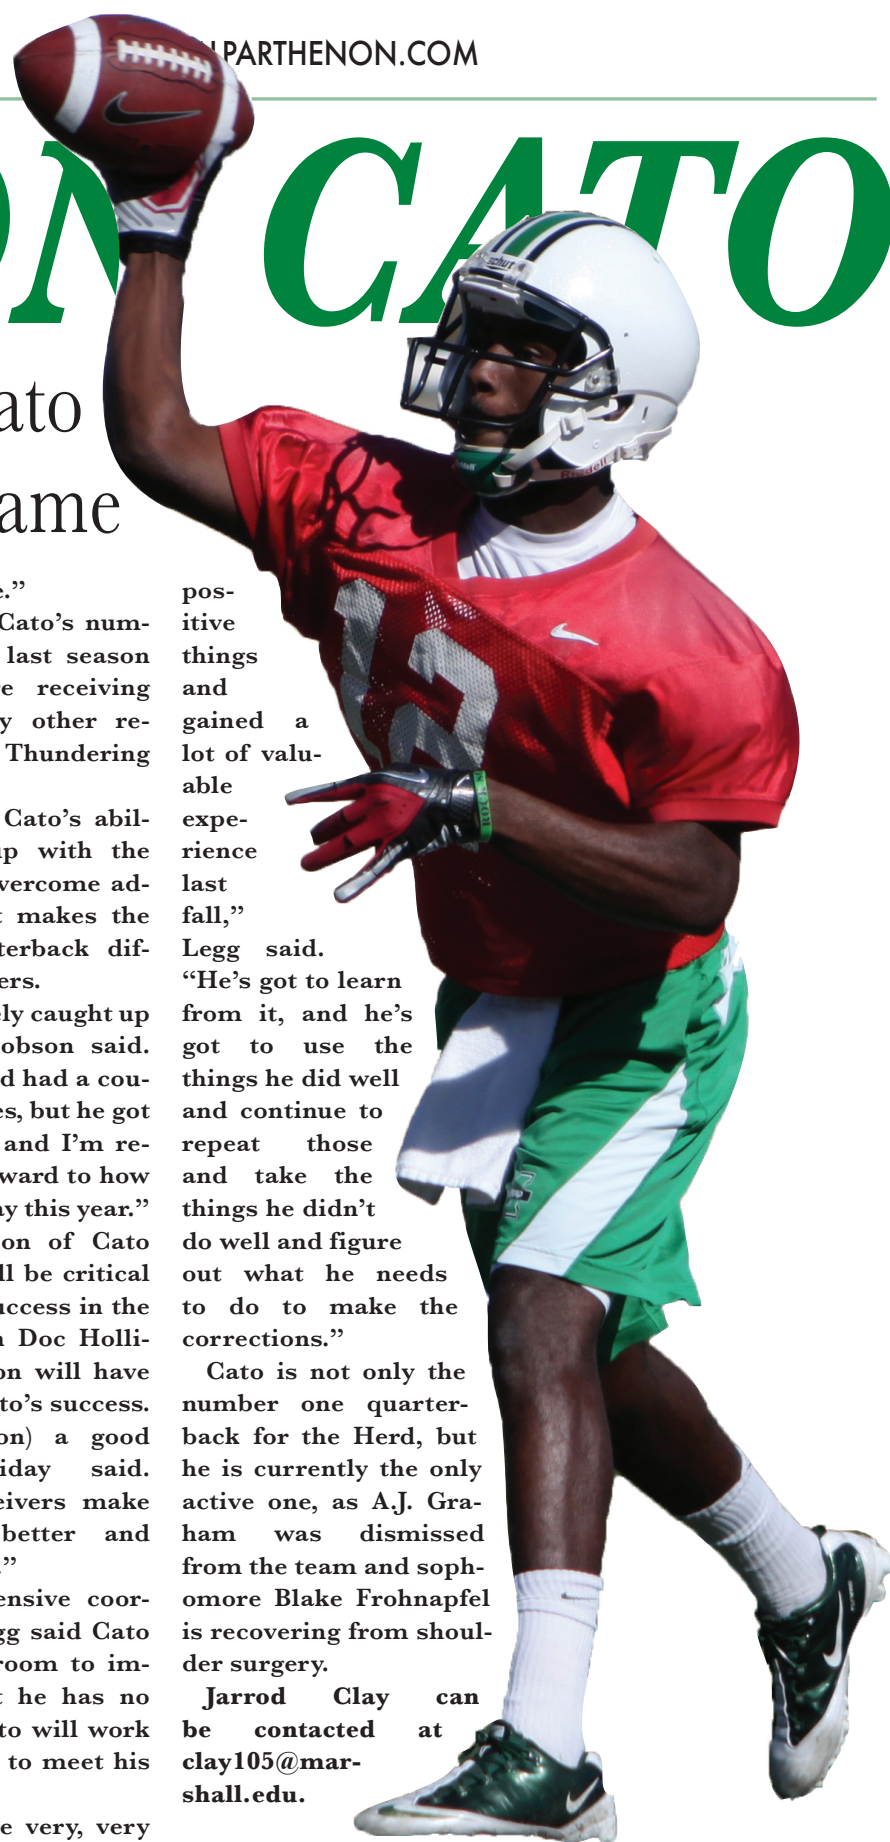 PARTHENON.COM
ON CATO
ato
ame
e.”
Cato’s num-
last season
re receiving
y other re-
Thundering
Cato’s abil-
up with the
vercome ad-
t makes the
terback dif-
ers.
ely caught up
obson said.
d had a cou-
es, but he got
and I’m re-
ward to how
ay this year.”
on of Cato
ll be critical
uccess in the
n Doc Holli-
on will have
to’s success.
on) a good
iday said.
eivers make
better and
.”
ensive coor-
gg said Cato
room to im-
t he has no
to will work
to meet his
e very, very
pos-
itive
things
and
gained a
lot of valu-
able
expe-
rience
last
fall,”
Legg said.
“He’s got to learn
from it, and he’s
got to use the
things he did well
and continue to
repeat those
and take the
things he didn’t
do well and figure
out what he needs
to do to make the
corrections.”
Cato is not only the
number one quarter-
back for the Herd, but
he is currently the only
active one, as A.J. Gra-
ham was dismissed
from the team and soph-
omore Blake Frohnapfel
is recovering from shoul-
der surgery.
Jarrod Clay can
be contacted at
clay105@mar-
shall.edu.
schut
Riddell
12
ROCK